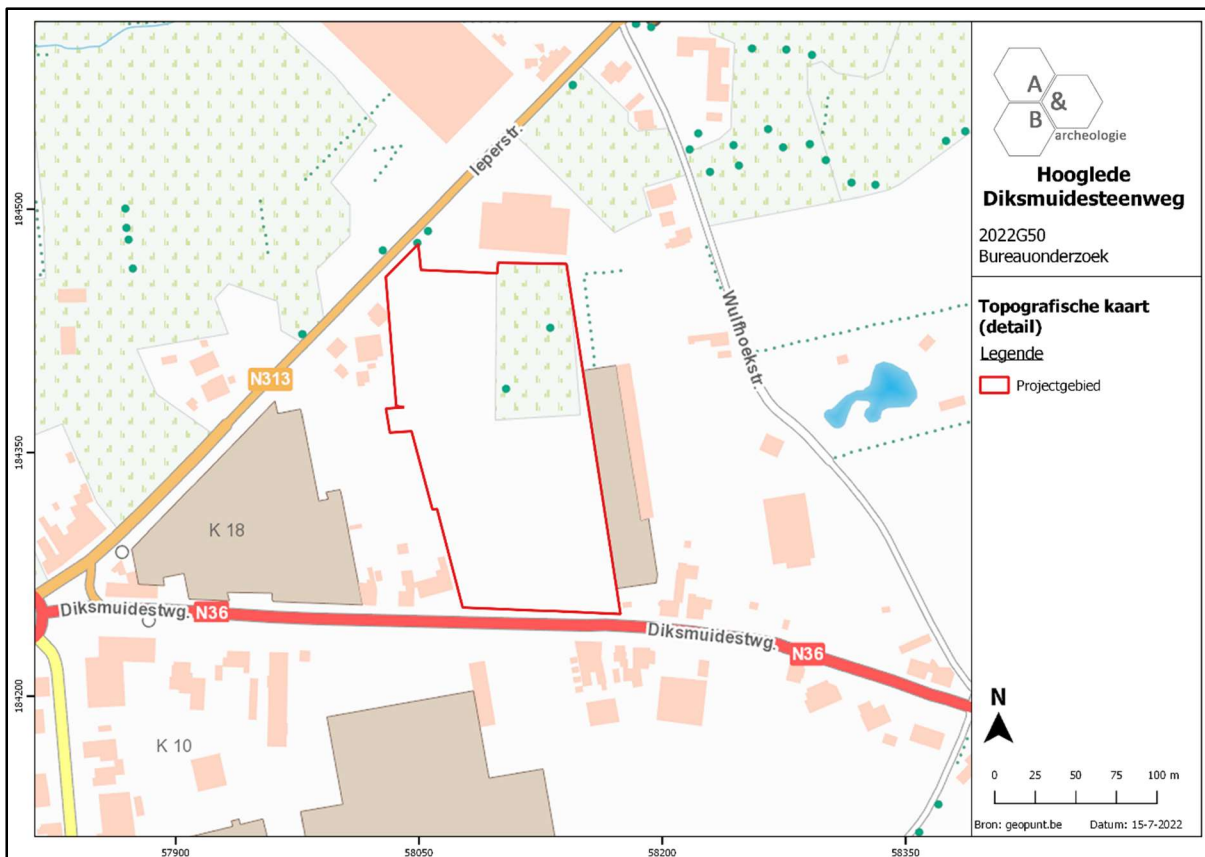 Ieperstr.
Wulfhoekstr.
N313
K 18
Diksmuidestwg.
N36
Diksmuidestwg.
N36
K 10
184500
184350
184200
57900
58050
58200
58350
A
&
B
archeologie
Hooglede
Diksmuidesteenweg
2022G50
Bureauonderzoek
Topografische kaart
(detail)
Legende
Projectgebied
N
0 25 50 75 100 m
Bron: geopunt.be Datum: 15-7-2022